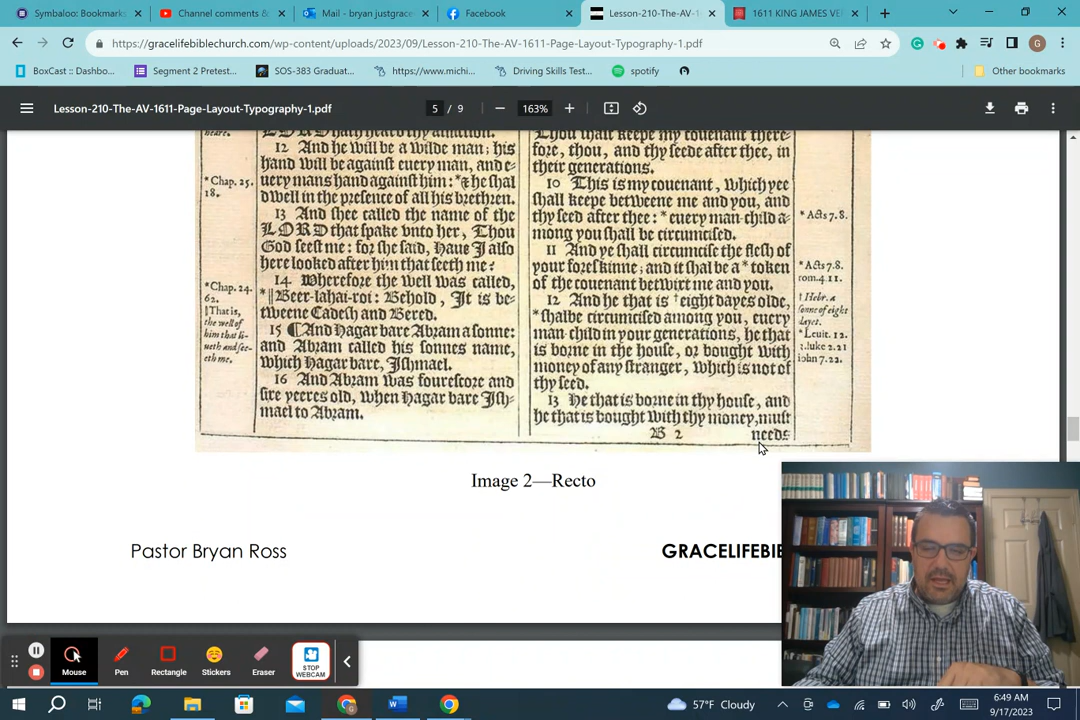 Symbaloo: Bookmarks
Channel comments &
Mail - bryan justgrace
Facebook
Lesson-210-The-AV-1
1611 KING JAMES VE
https://gracelifebiblechurch.com/wp-content/uploads/2023/09/Lesson-210-The-AV-1611-Page-Layout-Typography-1.pdf
G
BoxCast :: Dashbo...
Segment 2 Pretest...
SOS-383 Graduat...
https://www.michi...
Driving Skills Test...
spotify
Other bookmarks
Lesson-210-The-AV-1611-Page-Layout-Typography-1.pdf
5 / 9
163%
heare.
LORD hath heard thy affliction.
12 And he will be a wilde man; his
hand will be against euery man, and e-
uery mans hand against him: *& he shal
dwell in the presence of all his brethren.
*Chap. 25.
18.
13 And shee called the name of the
LORD that spake vnto her, Thou
God seest me: for she said, Haue I also
here looked after him that seeth me?
14 Wherefore the well was called,
*||Beer-lahai-roi: Behold, It is be-
tweene Cadesh and Bered.
*Chap. 24.
62.
||That is,
the well of
him that li-
ueth and see-
eth me.
15 ¶And Hagar bare Abram a sonne:
and Abram called his sonnes name,
which Hagar bare, Ishmael.
16 And Abram was fourescore and
sixe yeeres old, when Hagar bare Ish-
mael to Abram.
Thou shalt keepe my couenant there-
fore, thou, and thy seede after thee, in
their generations.
10 This is my couenant, which yee
shall keepe betweene me and you, and
thy seed after thee: *euery man child a-
mong you shall be circumcised.
*Acts 7.8.
11 And ye shall circumcise the flesh of
your foreskinne; and it shal be a *token
of the couenant betwixt me and you.
*Acts 7.8.
rom.4.11.
12 And he that is †eight dayes olde,
*shalbe circumcised among you, euery
man child in your generations, he that
is borne in the house, or bought with
money of any stranger, which is not of
thy seed.
† Hebr. a
sonne of eight
dayes.
*Leuit. 12.
3.luke 2.21
iohn 7.22.
13 He that is borne in thy house, and
he that is bought with thy money, must
B 2
needs
Image 2—Recto
Pastor Bryan Ross
GRACELIFEBIB
Mouse
Pen
Rectangle
Stickers
Eraser
STOP
WEBCAM
57°F Cloudy
6:49 AM
9/17/2023